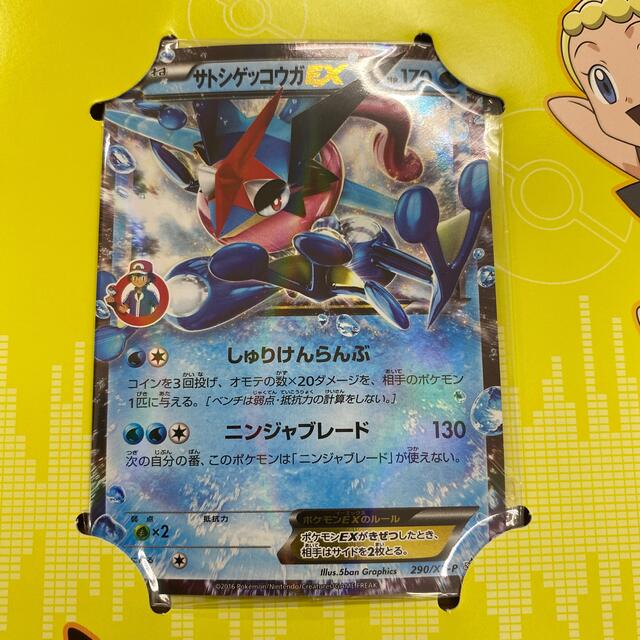 サトシゲッコウガEX HP170
しゅりけんらんぶ
コインを3回投げ、オモテの数×20ダメージを、相手のポケモン
1匹に与える。[ベンチは弱点・抵抗力の計算をしない。]
ニンジャブレード 130
次の自分の番、このポケモンは「ニンジャブレード」が使えない。
弱点 抵抗力
×2
ポケモンEXのルール
ポケモンEXがきぜつしたとき、
相手はサイドを2枚とる。
Illus.5ban Graphics 290/XY-P
©2016 Pokémon/Nintendo/Creatures/GAME FREAK